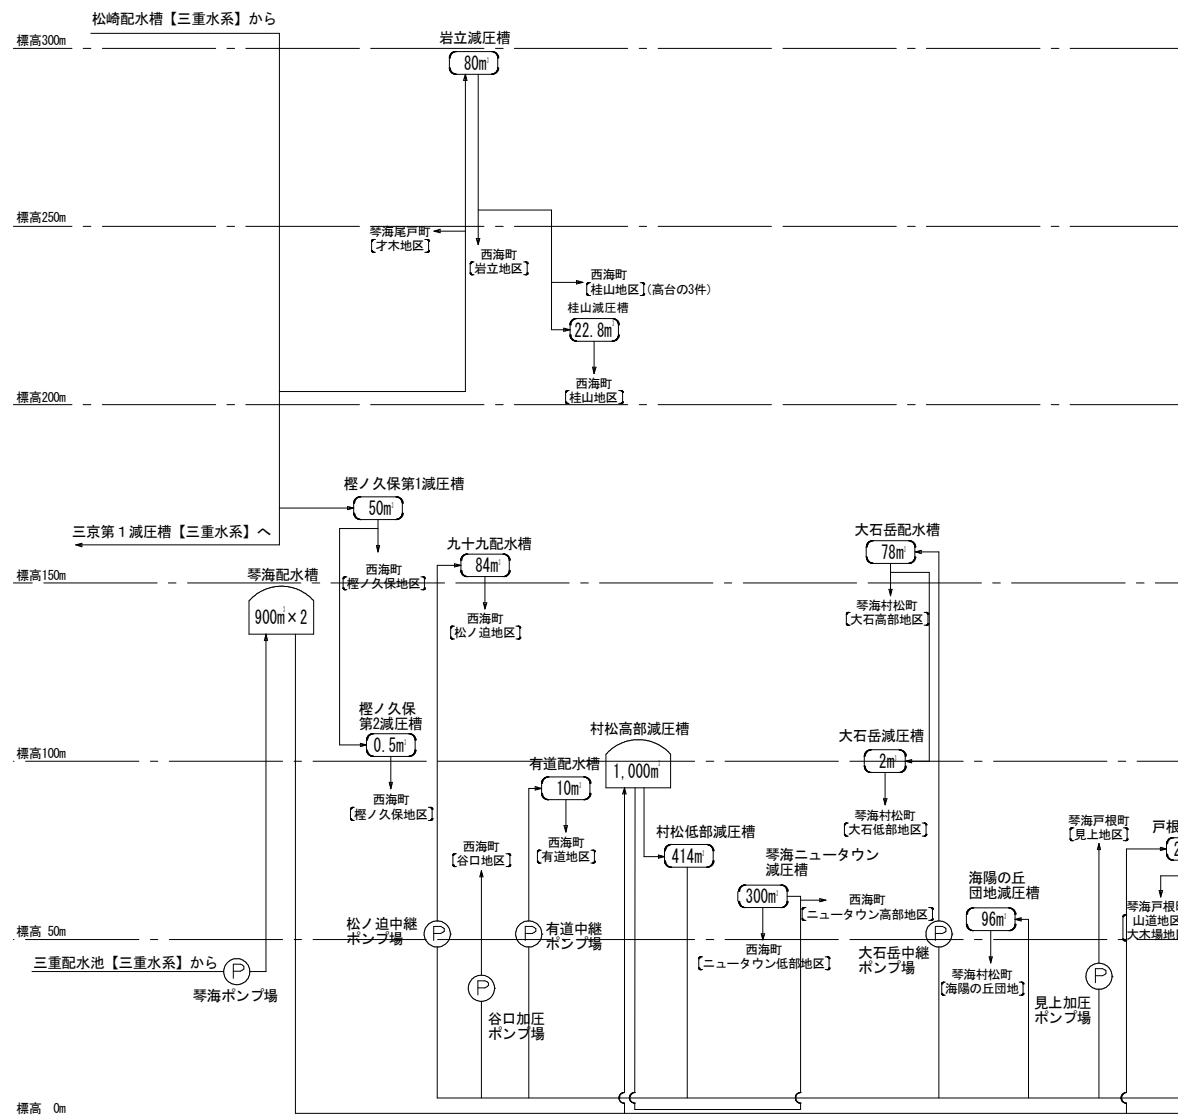 松崎配水槽【三重水系】から
標高300m
岩立減圧槽
80㎥
標高250m
琴海尾戸町
［才木地区］
西海町
［岩立地区］
西海町
［桂山地区］(高台の3件)
桂山減圧槽
22.8㎥
西海町
［桂山地区］
標高200m
樫ノ久保第1減圧槽
50㎥
三京第１減圧槽【三重水系】へ
西海町
［樫ノ久保地区］
九十九配水槽
84㎥
西海町
［松ノ迫地区］
大石岳配水槽
78㎥
琴海村松町
［大石高部地区］
標高150m
琴海配水槽
900㎥×2
樫ノ久保
第2減圧槽
0.5㎥
西海町
［樫ノ久保地区］
標高100m
有道配水槽
10㎥
西海町
［有道地区］
村松高部減圧槽
1,000㎥
大石岳減圧槽
2㎥
琴海村松町
［大石低部地区］
西海町
［谷口地区］
村松低部減圧槽
414㎥
琴海ニュータウン
減圧槽
300㎥
西海町
［ニュータウン高部地区］
西海町
［ニュータウン低部地区］
海陽の丘
団地減圧槽
96㎥
琴海村松町
［海陽の丘団地］
琴海戸根町
［見上地区］
戸根
2
琴海戸根
山道地区
大木場地
標高 50m
松ノ迫中継
ポンプ場
P
有道中継
ポンプ場
P
大石岳中継
ポンプ場
P
三重配水池【三重水系】から
P
琴海ポンプ場
P
谷口加圧
ポンプ場
P
見上加圧
ポンプ場
標高 0m